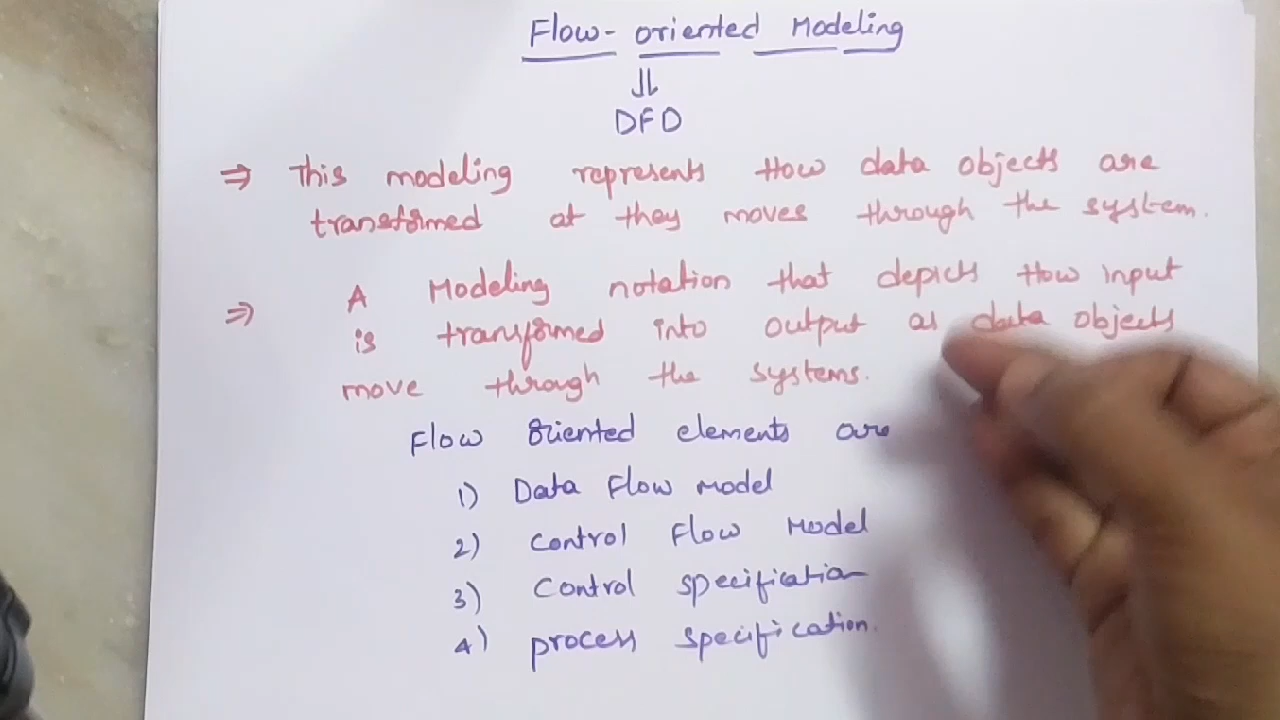 Flow-oriented Modeling
⇓
DFD
⇒ This modeling represents How data objects are
transformed at they moves through the system.
⇒ A Modeling notation that depicts How input
is transformed into output as data objects
move through the systems.
Flow oriented elements are
1) Data Flow model
2) Control Flow Model
3) Control specification
4) process specification.